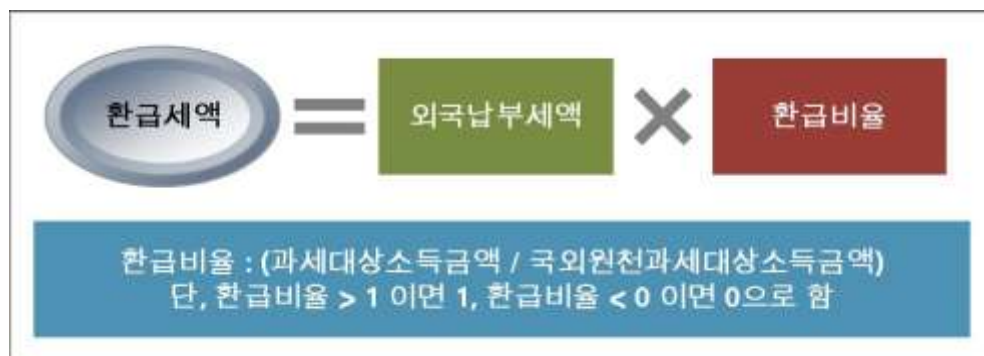 환급세액 = 외국납부세액 × 환급비율
환급비율 : (과세대상소득금액 / 국외원천과세대상소득금액)
단, 환급비율 > 1 이면 1, 환급비율 < 0 이면 0으로 함